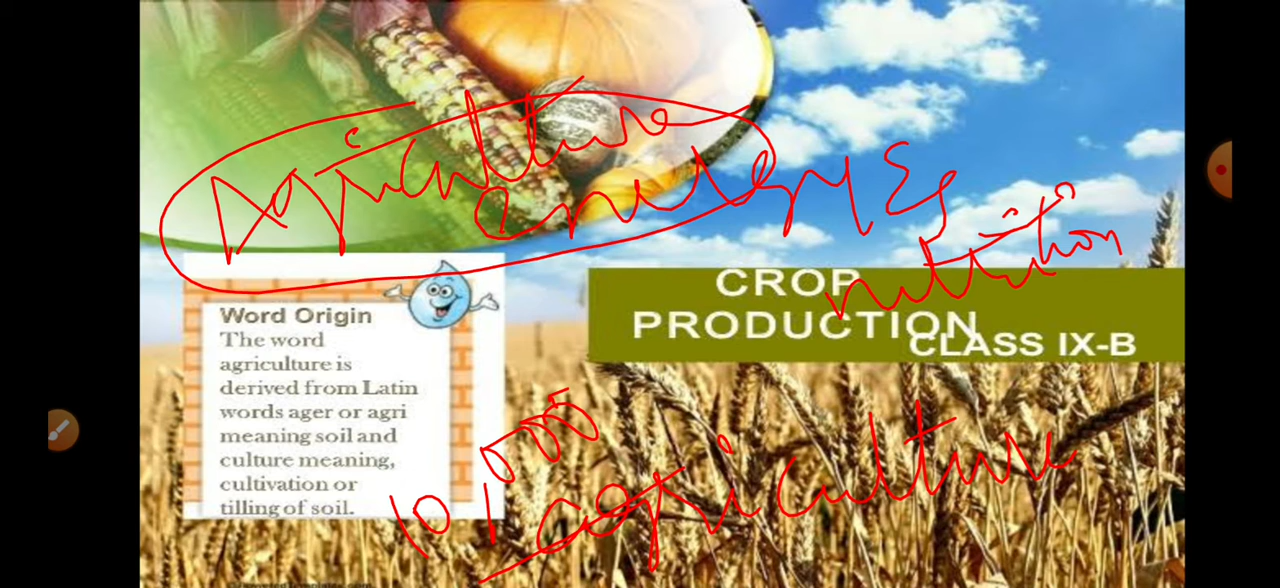 Agriculture
energy &
nutrition
CROP
PRODUCTION
CLASS IX-B
Word Origin
The word
agriculture is
derived from Latin
words ager or agri
meaning soil and
culture meaning,
cultivation or
tilling of soil.
10,000
agriculture